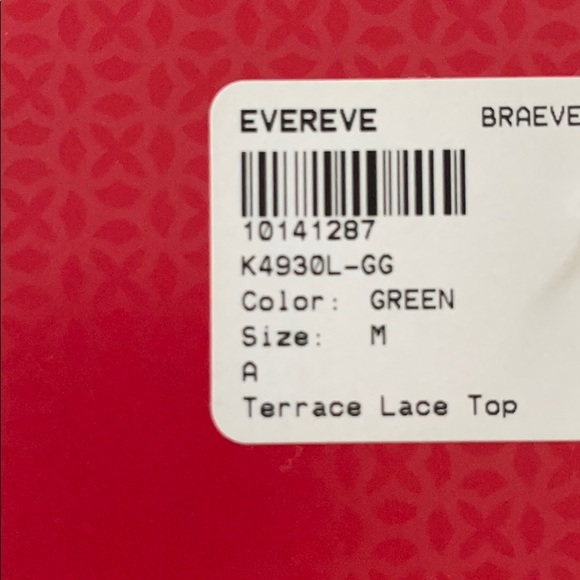 EVEREVE BRAEVE
10141287
K4930L-GG
Color: GREEN
Size: M
A
Terrace Lace Top